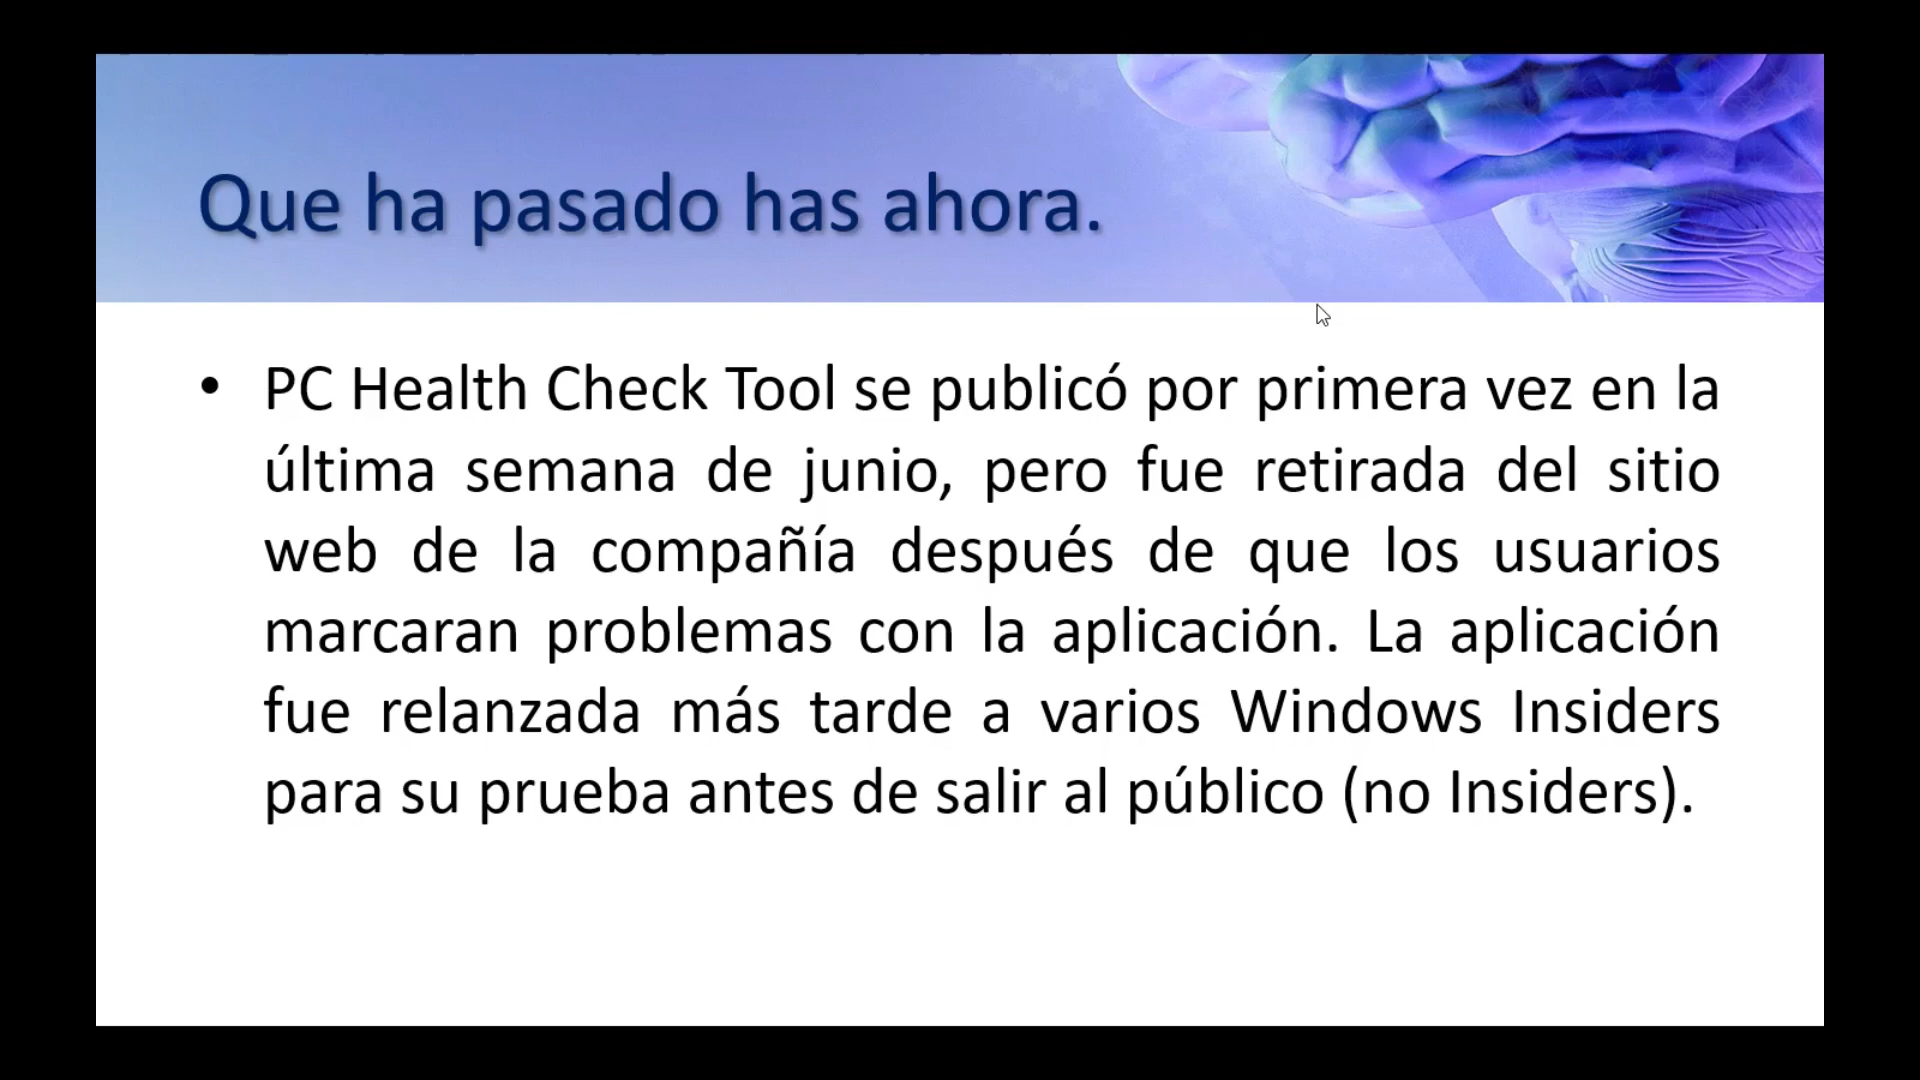 Que ha pasado has ahora.
• PC Health Check Tool se publicó por primera vez en la
última semana de junio, pero fue retirada del sitio
web de la compañía después de que los usuarios
marcaran problemas con la aplicación. La aplicación
fue relanzada más tarde a varios Windows Insiders
para su prueba antes de salir al público (no Insiders).